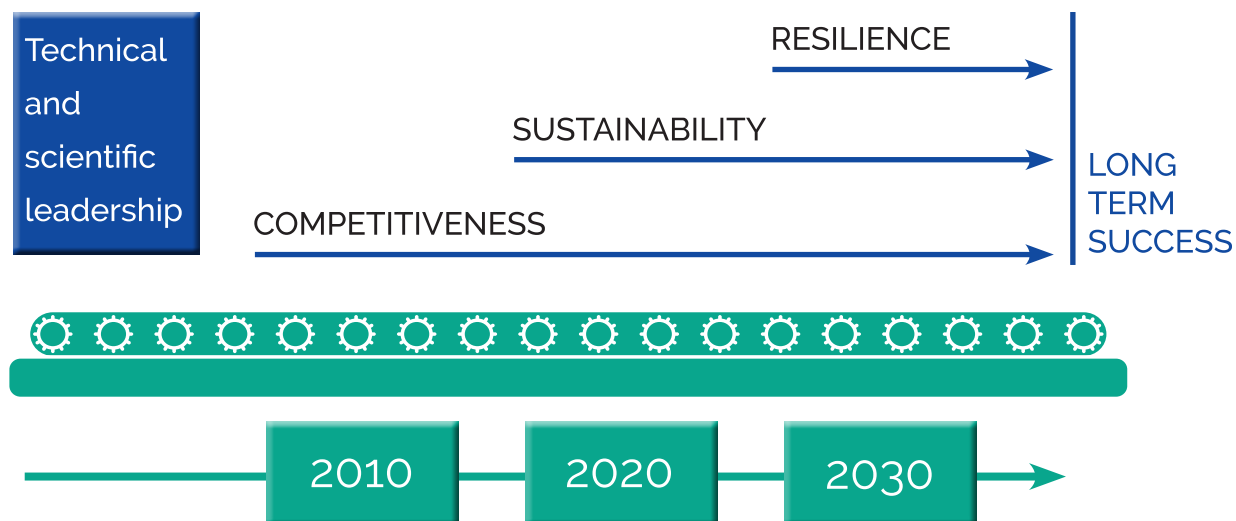 Technical
and
scientific
leadership
RESILIENCE
SUSTAINABILITY
COMPETITIVENESS
LONG
TERM
SUCCESS
2010
2020
2030